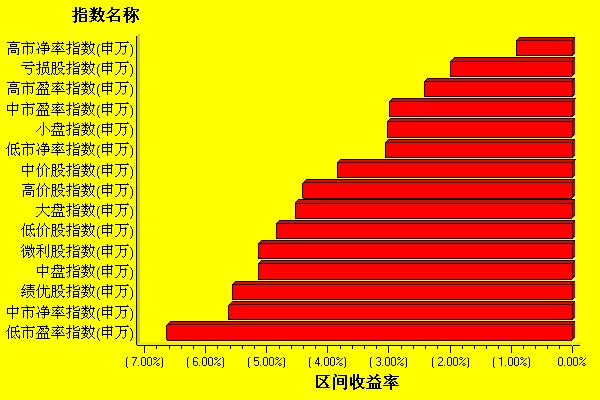 指数名称
高市净率指数(申万)
亏损股指数(申万)
高市盈率指数(申万)
中市盈率指数(申万)
小盘指数(申万)
低市净率指数(申万)
中价股指数(申万)
高价股指数(申万)
大盘指数(申万)
低价股指数(申万)
微利股指数(申万)
中盘指数(申万)
绩优股指数(申万)
中市净率指数(申万)
低市盈率指数(申万)
(7.00%) (6.00%) (5.00%) (4.00%) (3.00%) (2.00%) (1.00%) 0.00%
区间收益率